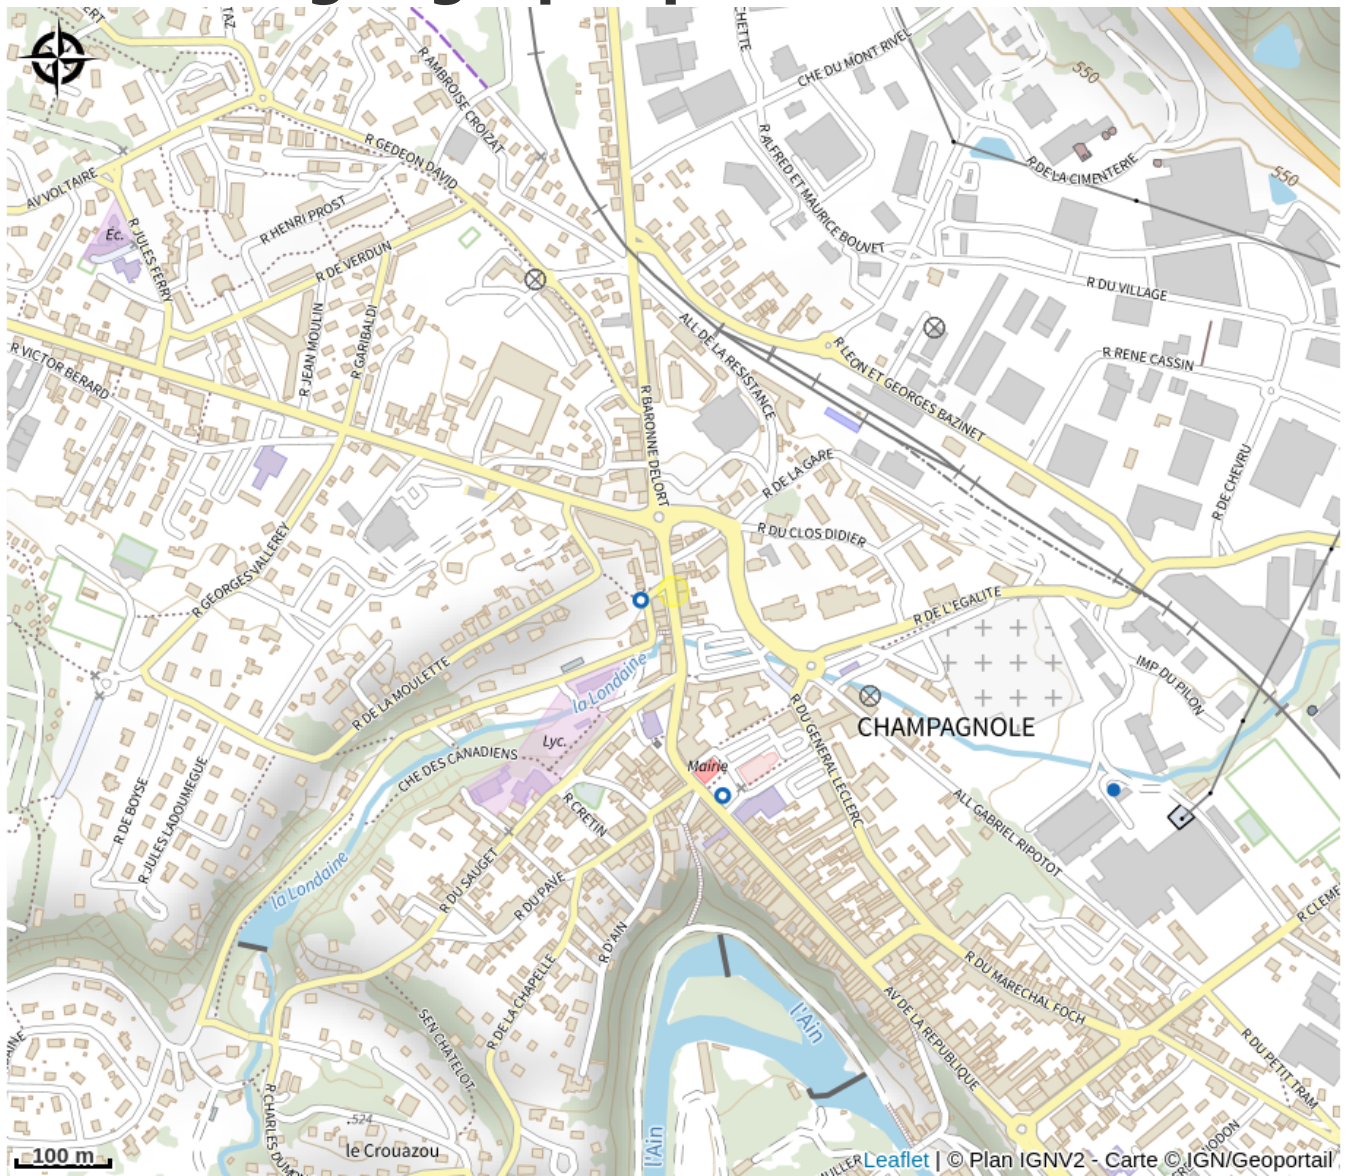 R AMBROISE CROIZAT
CHE DU MONT RIVEL
550
R GEDEON DAVID
R ALFRED ET MAURICE BOUVET
R DE LA CIMENTERIE
550
AV VOLTAIRE
Éc.
R JULES FERRY
R HENRI PROST
R DE VERDUN
R DU VILLAGE
R VICTOR BERARD
R JEAN MOULIN
R GARIBALDI
ALL DE LA RESISTANCE
R LEON ET GEORGES BAZINET
R RENE CASSIN
R BARONNE DELORT
R DE LA GARE
R DE CHEVRU
R DU CLOS DIDIER
R GEORGES VALLEREY
R DE L'EGALITE
R DE LA MOULETTE
la Londaine
IMP DU PILON
CHAMPAGNOLE
Lyc.
CHE DES CANADIENS
Mairie
R DU GENERAL LECLERC
R DE BOYSE
R JULES LADOUMEGUE
R CRETIN
ALL GABRIEL RIPOTOT
la Londaine
R DU SAUGET
R DU PAVE
R D'AIN
R CLEME
R DE LA CHAPELLE
R DU MARECHAL FOCH
l'Ain
AV DE LA REPUBLIQUE
SEN CHATELOT
R DU PETIT TRAM
R CHARLES DUMO
524
le Crouazou
l'Ain
100 m
Leaflet | © Plan IGNV2 - Carte © IGN/Geoportail